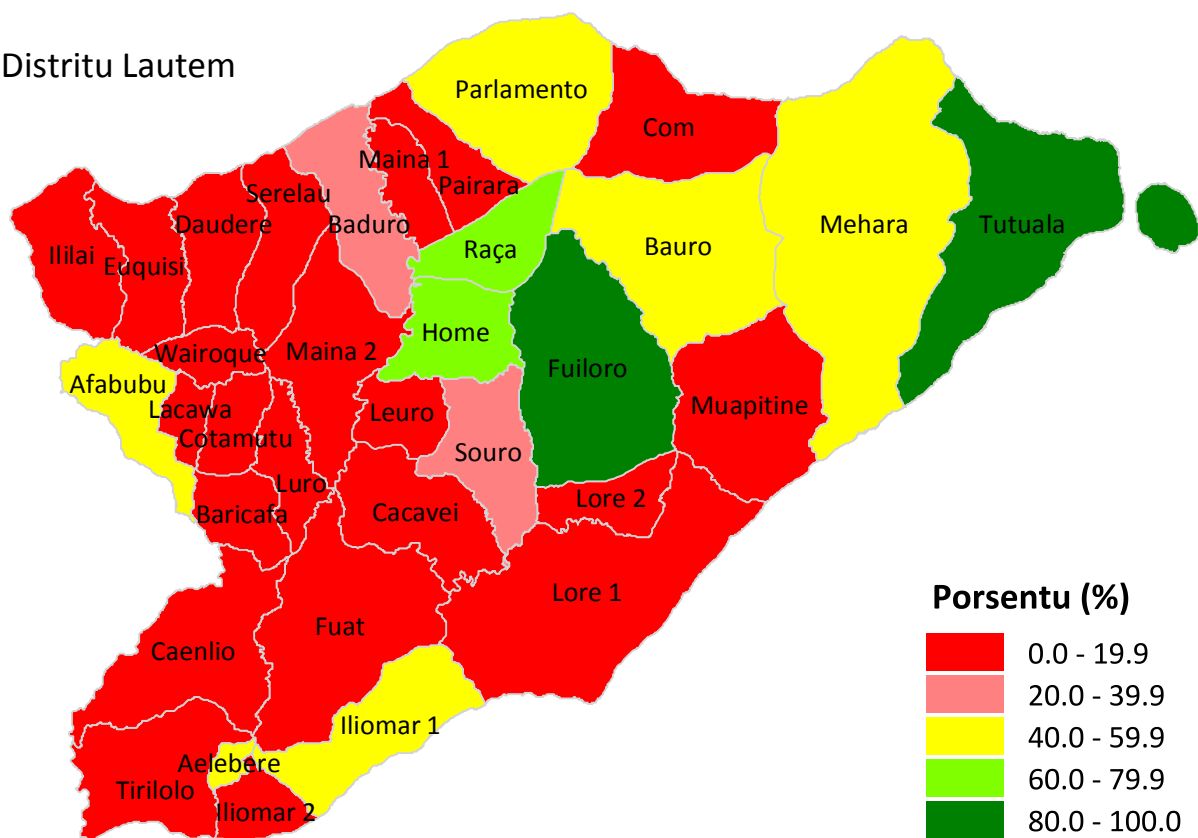 Distritu Lautem
Parlamento
Com
Maina 1
Pairara
Serelau
Baduro
Daudere
Mehara
Tutuala
Ililai
Euquisi
Raça
Bauro
Home
Wairoque
Maina 2
Fuiloro
Afabubu
Lacawa
Leuro
Muapitine
Cotamutu
Souro
Luro
Lore 2
Baricafa
Cacavei
Lore 1
Fuat
Caenlio
Iliomar 1
Aelebere
Tirilolo
Iliomar 2
Porsentu (%)
0.0 - 19.9
20.0 - 39.9
40.0 - 59.9
60.0 - 79.9
80.0 - 100.0